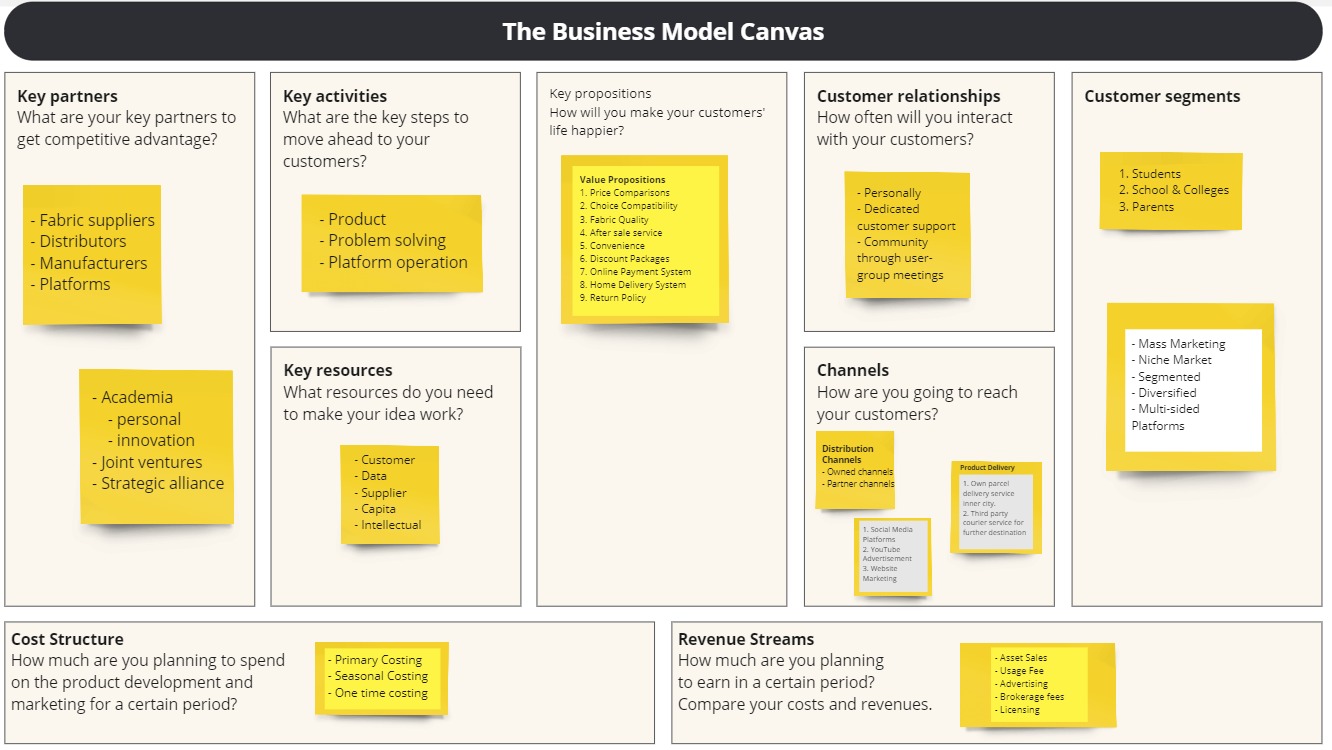 The Business Model Canvas
Key partners
What are your key partners to
get competitive advantage?
- Fabric suppliers
- Distributors
- Manufacturers
- Platforms
- Academia
- personal
- innovation
- Joint ventures
- Strategic alliance
Key activities
What are the key steps to
move ahead to your
customers?
- Product
- Problem solving
- Platform operation
Key resources
What resources do you need
to make your idea work?
- Customer
- Data
- Supplier
- Capita
- Intellectual
Key propositions
How will you make your customers'
life happier?
Value Propositions
1. Price Comparisons
2. Choice Compatibility
3. Fabric Quality
4. After sale service
5. Convenience
6. Discount Packages
7. Online Payment System
8. Home Delivery System
9. Return Policy
Customer relationships
How often will you interact
with your customers?
- Personally
- Dedicated
customer support
- Community
through user-
group meetings
Channels
How are you going to reach
your customers?
Distribution
Channels
- Owned channels
- Partner channels
1. Social Media
Platforms
2. YouTube
Advertisement
3. Website
Marketing
Product Delivery
1. Own parcel
delivery service
inner city.
2. Third party
courier service for
further destination
Customer segments
1. Students
2. School & Colleges
3. Parents
- Mass Marketing
- Niche Market
- Segmented
- Diversified
- Multi-sided
Platforms
Cost Structure
How much are you planning to spend
on the product development and
marketing for a certain period?
- Primary Costing
- Seasonal Costing
- One time costing
Revenue Streams
How much are you planning
to earn in a certain period?
Compare your costs and revenues.
- Asset Sales
- Usage Fee
- Advertising
- Brokerage fees
- Licensing